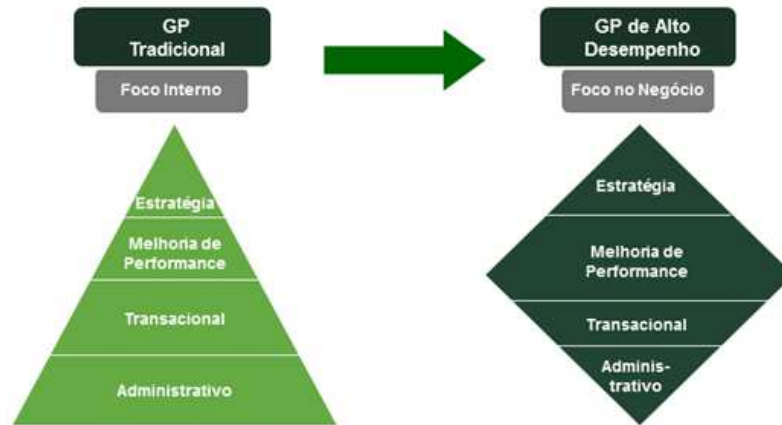 GP
Tradicional
Foco Interno
Estratégia
Melhoria de
Performance
Transacional
Administrativo
GP de Alto
Desempenho
Foco no Negócio
Estratégia
Melhoria de
Performance
Transacional
Adminis-
trativo